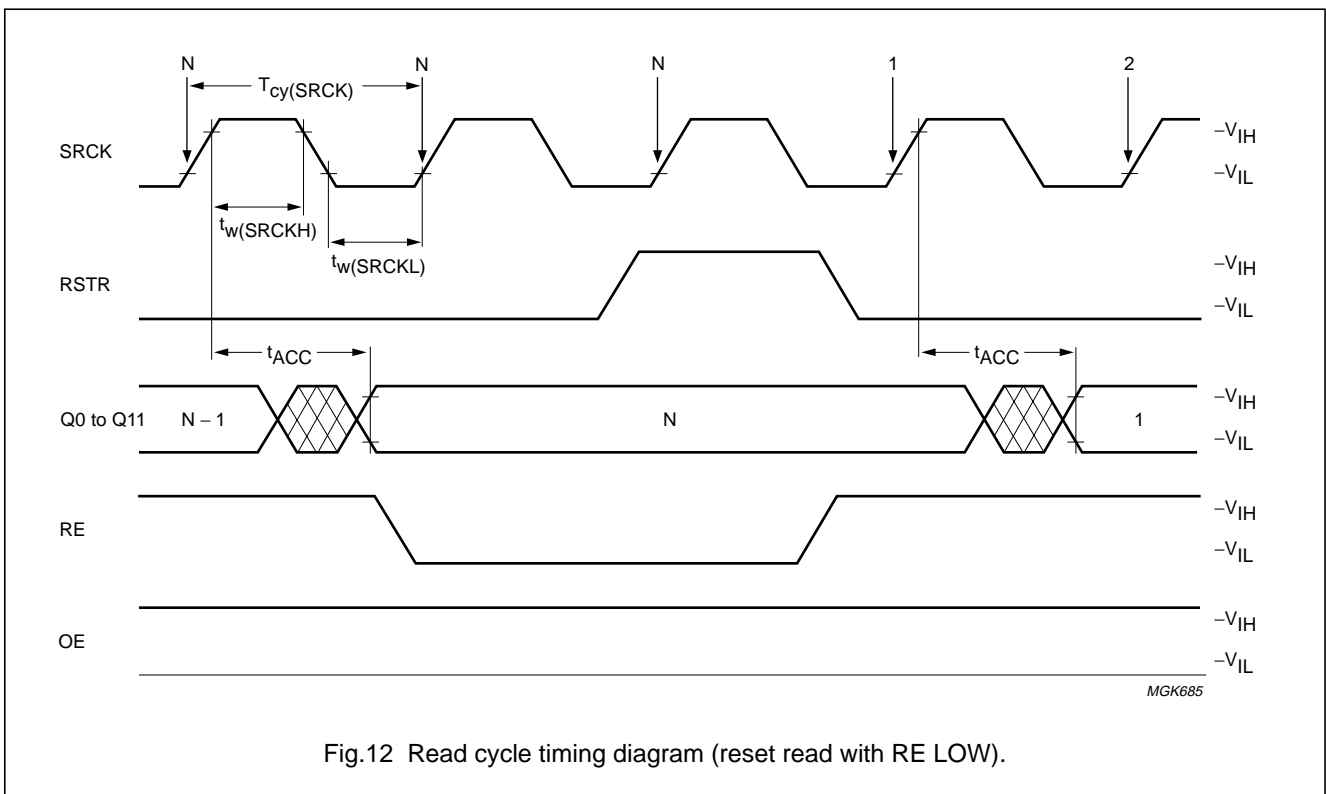 N N N 1 2
Tcy(SRCK)
SRCK
–VIH
–VIL
tw(SRCKH)
tw(SRCKL)
RSTR
–VIH
–VIL
tACC tACC
Q0 to Q11 N – 1 N 1
–VIH
–VIL
RE
–VIH
–VIL
OE
–VIH
–VIL
MGK685
Fig.12 Read cycle timing diagram (reset read with RE LOW).